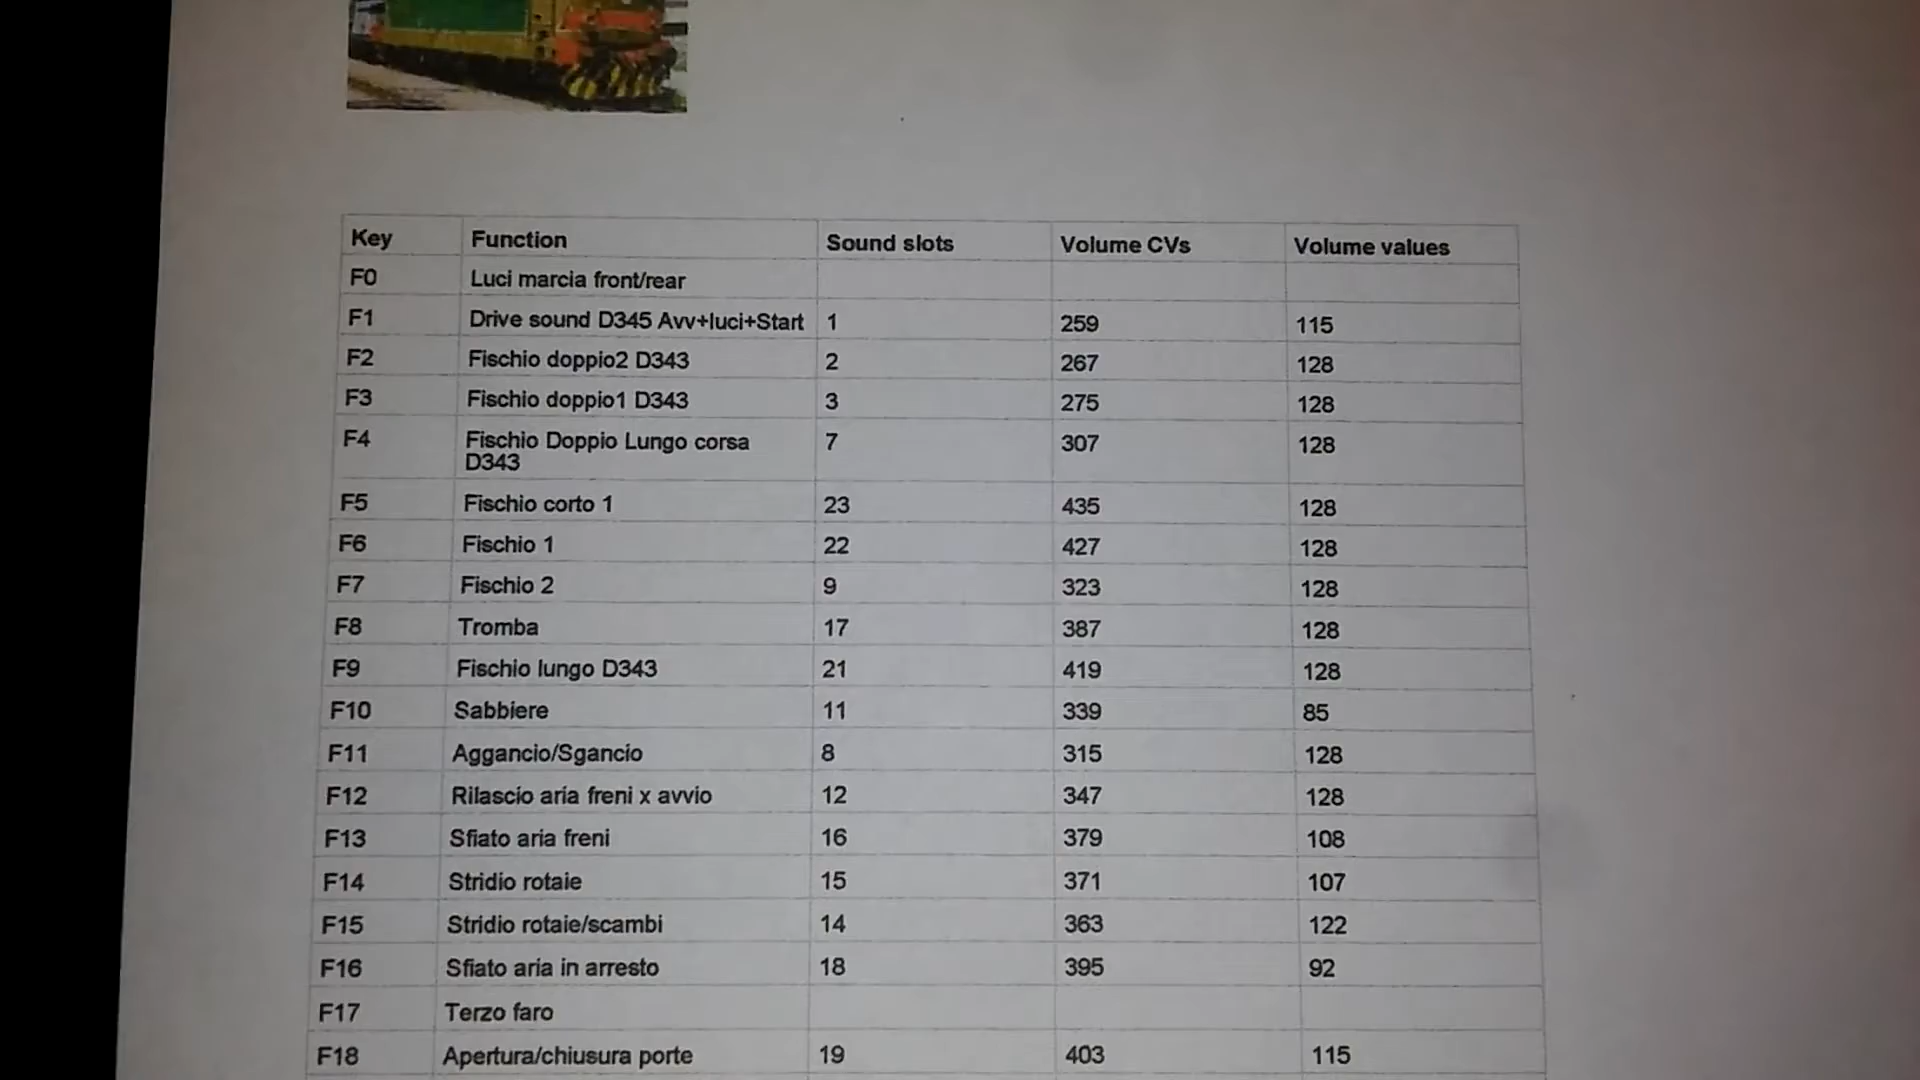 Key Function Sound slots Volume CVs Volume values
F0 Luci marcia front/rear
F1 Drive sound D345 Avv+luci+Start 1 259 115
F2 Fischio doppio2 D343 2 267 128
F3 Fischio doppio1 D343 3 275 128
F4 Fischio Doppio Lungo corsa 7 307 128
D343
F5 Fischio corto 1 23 435 128
F6 Fischio 1 22 427 128
F7 Fischio 2 9 323 128
F8 Tromba 17 387 128
F9 Fischio lungo D343 21 419 128
F10 Sabbiere 11 339 85
F11 Aggancio/Sgancio 8 315 128
F12 Rilascio aria freni x avvio 12 347 128
F13 Sfiato aria freni 16 379 108
F14 Stridio rotaie 15 371 107
F15 Stridio rotaie/scambi 14 363 122
F16 Sfiato aria in arresto 18 395 92
F17 Terzo faro
F18 Apertura/chiusura porte 19 403 115